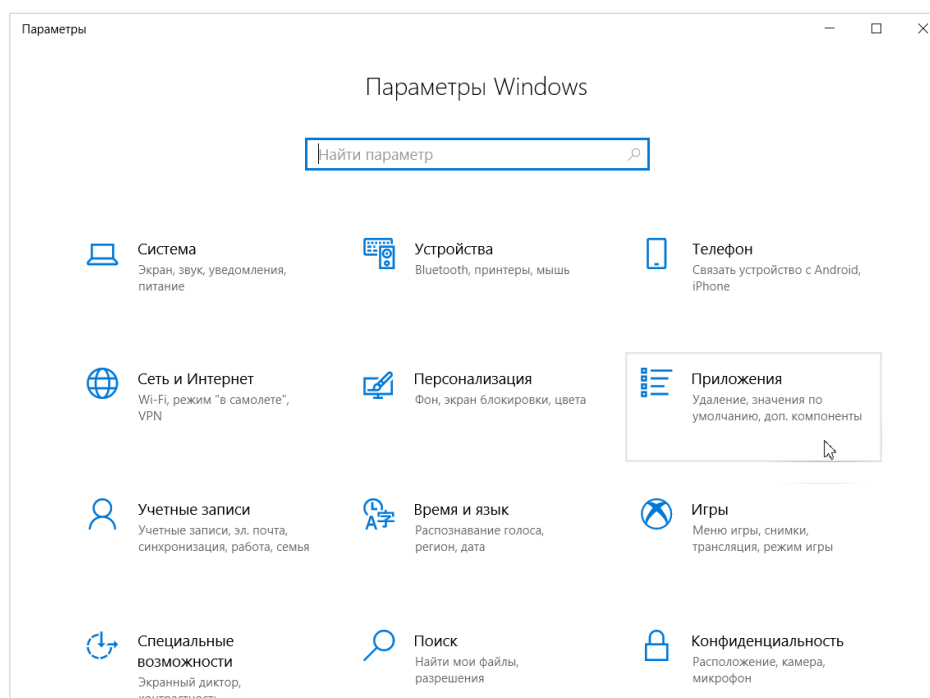 Параметры
Параметры Windows
Найти параметр
Система
Экран, звук, уведомления,
питание
Устройства
Bluetooth, принтеры, мышь
Телефон
Связать устройство с Android,
iPhone
Сеть и Интернет
Wi-Fi, режим "в самолете",
VPN
Персонализация
Фон, экран блокировки, цвета
Приложения
Удаление, значения по
умолчанию, доп. компоненты
Учетные записи
Учетные записи, эл. почта,
синхронизация, работа, семья
Время и язык
Распознавание голоса,
регион, дата
Игры
Меню игры, снимки,
трансляция, режим игры
Специальные
возможности
Экранный диктор,
контрастность
Поиск
Найти мои файлы,
разрешения
Конфиденциальность
Расположение, камера,
микрофон